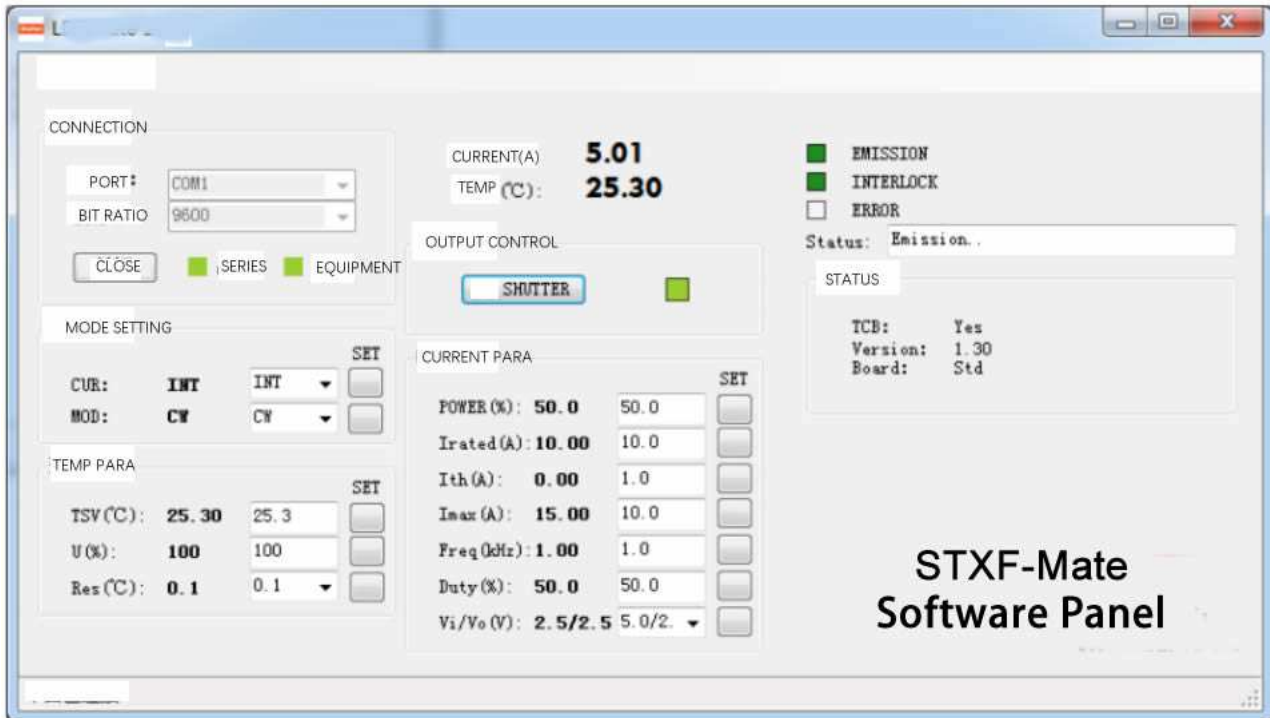 CONNECTION
PORT:
COM1
BIT RATIO
9600
CLOSE
SERIES
EQUIPMENT
MODE SETTING
SET
CUR: INT INT
MOD: CW CW
TEMP PARA
SET
TSV(℃): 25.30 25.3
U(%): 100 100
Res(℃): 0.1 0.1
CURRENT(A) 5.01
TEMP (℃): 25.30
OUTPUT CONTROL
SHUTTER
CURRENT PARA
SET
POWER(%): 50.0 50.0
Irated(A): 10.00 10.0
Ith(A): 0.00 1.0
Imax(A): 15.00 10.0
Freq(kHz): 1.00 1.0
Duty(%): 50.0 50.0
Vi/Vo(V): 2.5/2.5 5.0/2.
EMISSION
INTERLOCK
ERROR
Status: Emission..
STATUS
TCB: Yes
Version: 1.30
Board: Std
STXF-Mate
Software Panel